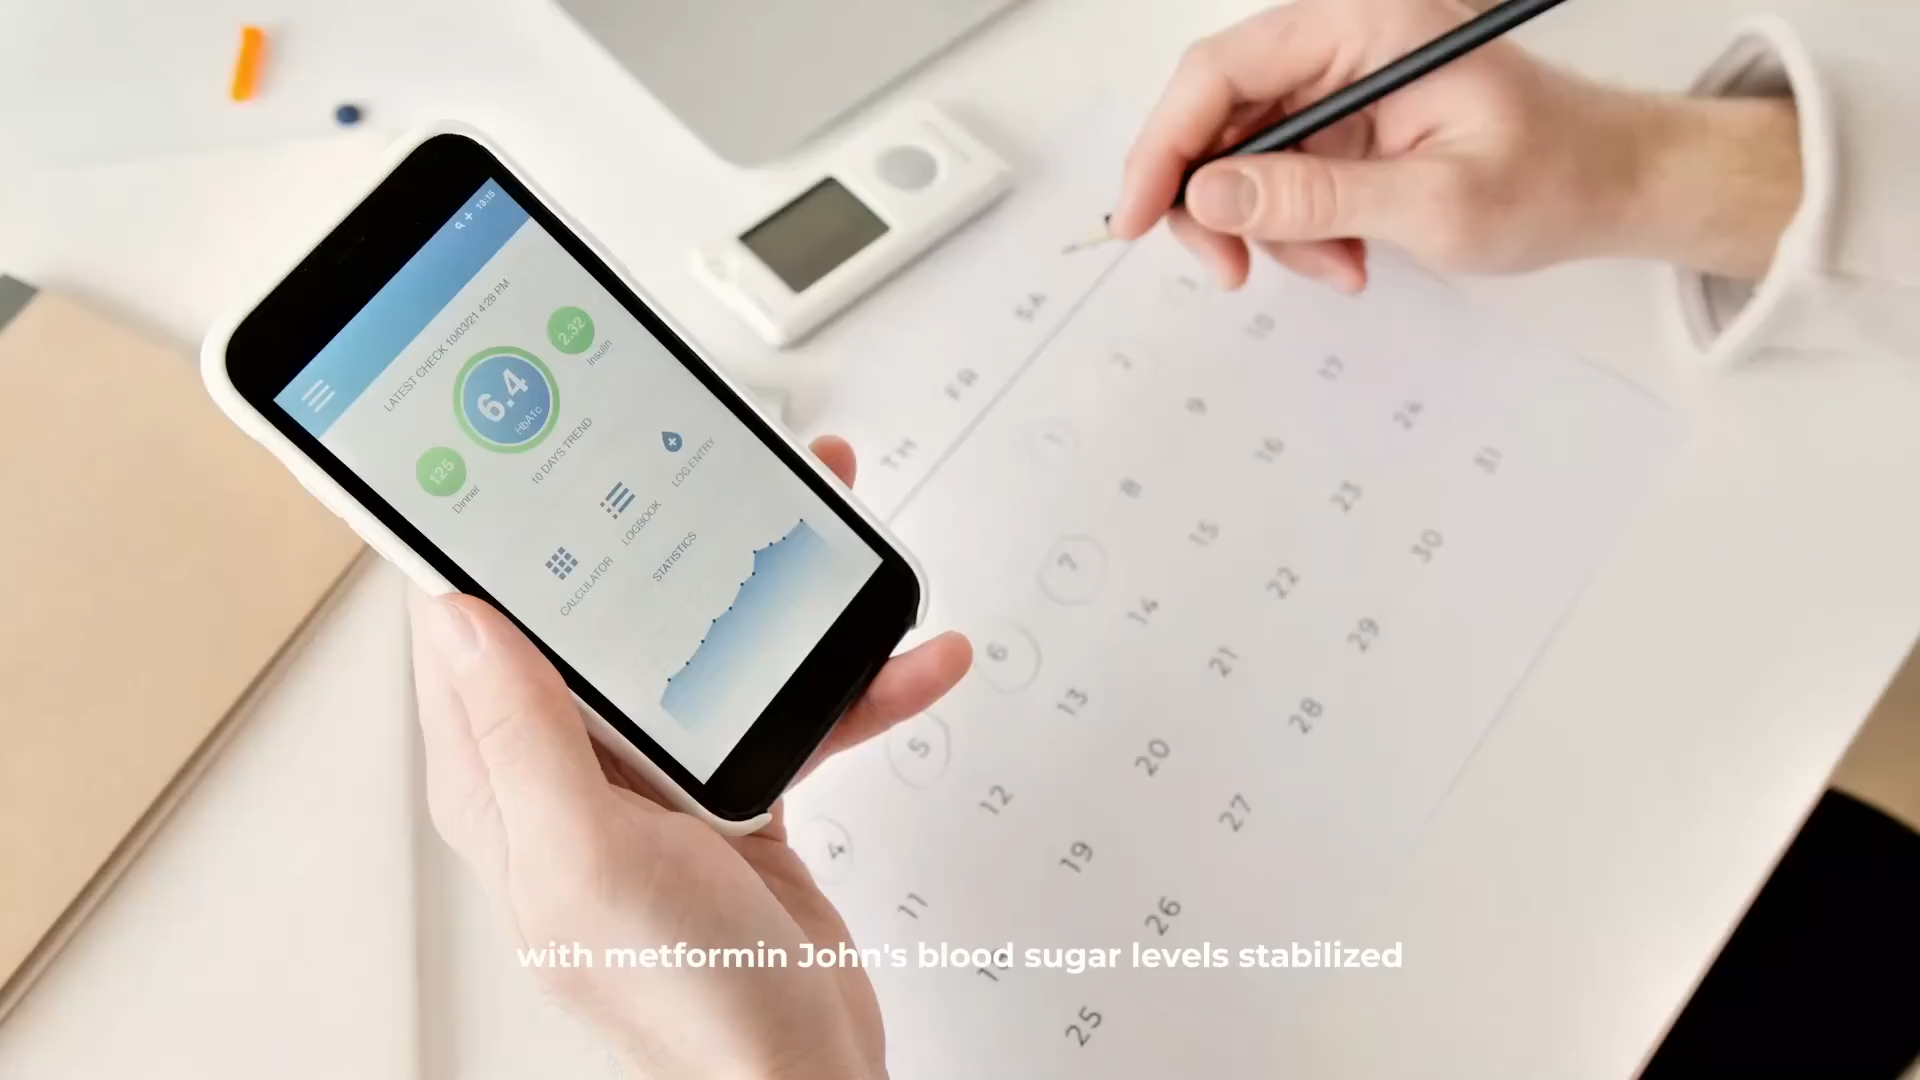 13:15
LATEST CHECK 10/03/21 4:28 PM
125
Dinner
6.4
HbA1c
2.32
Insulin
10 DAYS TREND
CALCULATOR
LOGBOOK
LOG ENTRY
STATISTICS
TH FR SA
1 2 3
4 5 6 7 8 9 10
11 12 13 14 15 16 17
19 20 21 22 23 24
25 26 27 28 29 30 31
with metformin John's blood sugar levels stabilized